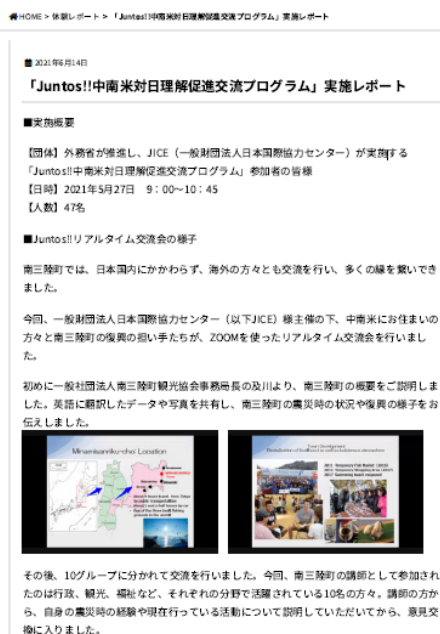 HOME > 体験レポート > 「Juntos!!中南米対日理解促進交流プログラム」実施レポート
2021年6月14日
「Juntos!!中南米対日理解促進交流プログラム」実施レポート
■実施概要
【団体】外務省が推進し、JICE（一般財団法人日本国際協力センター）が実施する
「Juntos!!中南米対日理解促進交流プログラム」参加者の皆様
【日時】2021年5月27日　9：00～10：45
【人数】47名
■Juntos!!リアルタイム交流会の様子
南三陸町では、日本国内にかかわらず、海外の方々とも交流を行い、多くの縁を繋いでき
ました。
今回、一般財団法人日本国際協力センター（以下JICE）様主催の下、中南米にお住まいの
方々と南三陸町の復興の担い手たちが、ZOOMを使ったリアルタイム交流会を行いまし
た。
初めに一般社団法人南三陸町観光協会事務局長の及川より、南三陸町の概要をご説明しま
した。英語に翻訳したデータや写真を共有し、南三陸町の震災時の状況や復興の様子をお
伝えしました。
Minamisanriku-cho: Location
その後、10グループに分かれて交流を行いました。今回、南三陸町の講師として参加され
たのは行政、観光、福祉など、それぞれの分野で活躍されている10名の方々。講師の方か
ら、自身の震災時の経験や現在行っている活動について説明していただいてから、意見交
換に入りました。